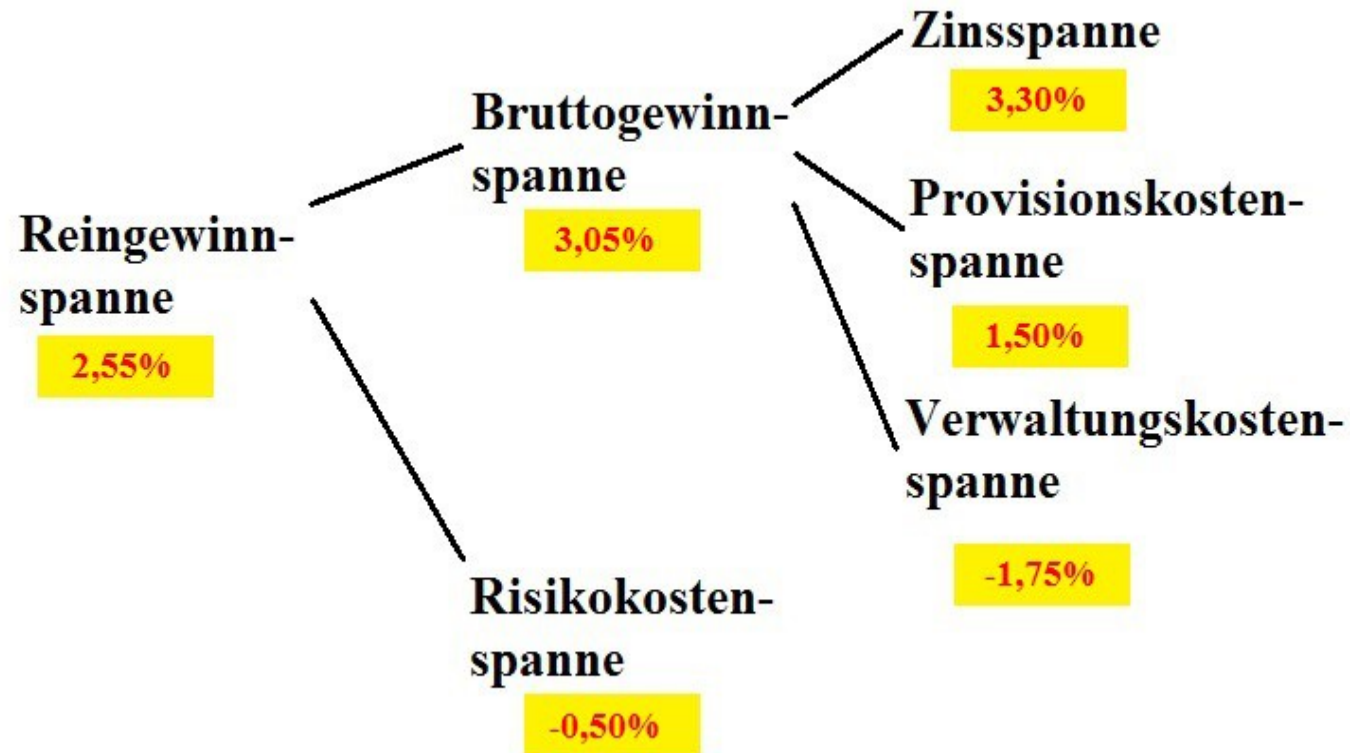 Zinsspanne
3,30%
Bruttogewinn-
spanne
3,05%
Provisionskosten-
spanne
1,50%
Reingewinn-
spanne
2,55%
Verwaltungskosten-
spanne
-1,75%
Risikokosten-
spanne
-0,50%